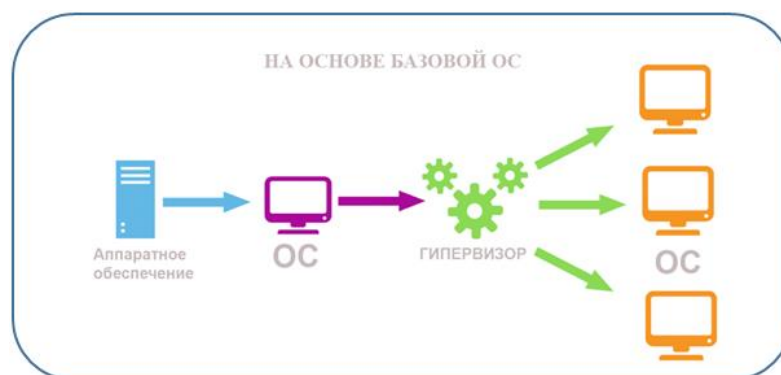 НА ОСНОВЕ БАЗОВОЙ ОС
Аппаратное
обеспечение
ОС
ГИПЕРВИЗОР
ОС